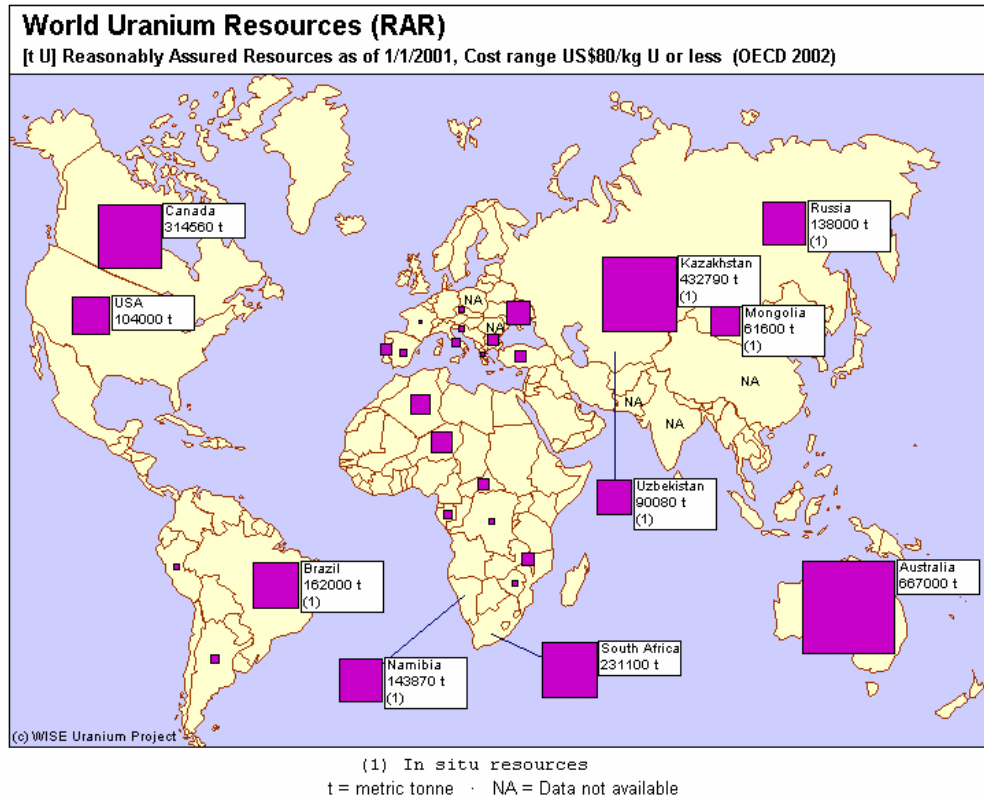 World Uranium Resources (RAR)
[t U] Reasonably Assured Resources as of 1/1/2001, Cost range US$80/kg U or less (OECD 2002)
Canada
314560 t
Russia
138000 t
(1)
Kazakhstan
432790 t
(1)
USA
104000 t
Mongolia
61600 t
(1)
NA
NA
NA
NA
NA
Uzbekistan
90080 t
(1)
Brazil
162000 t
(1)
Australia
667000 t
South Africa
231100 t
Namibia
143870 t
(1)
(c) WISE Uranium Project
(1) In situ resources
t = metric tonne · NA = Data not available